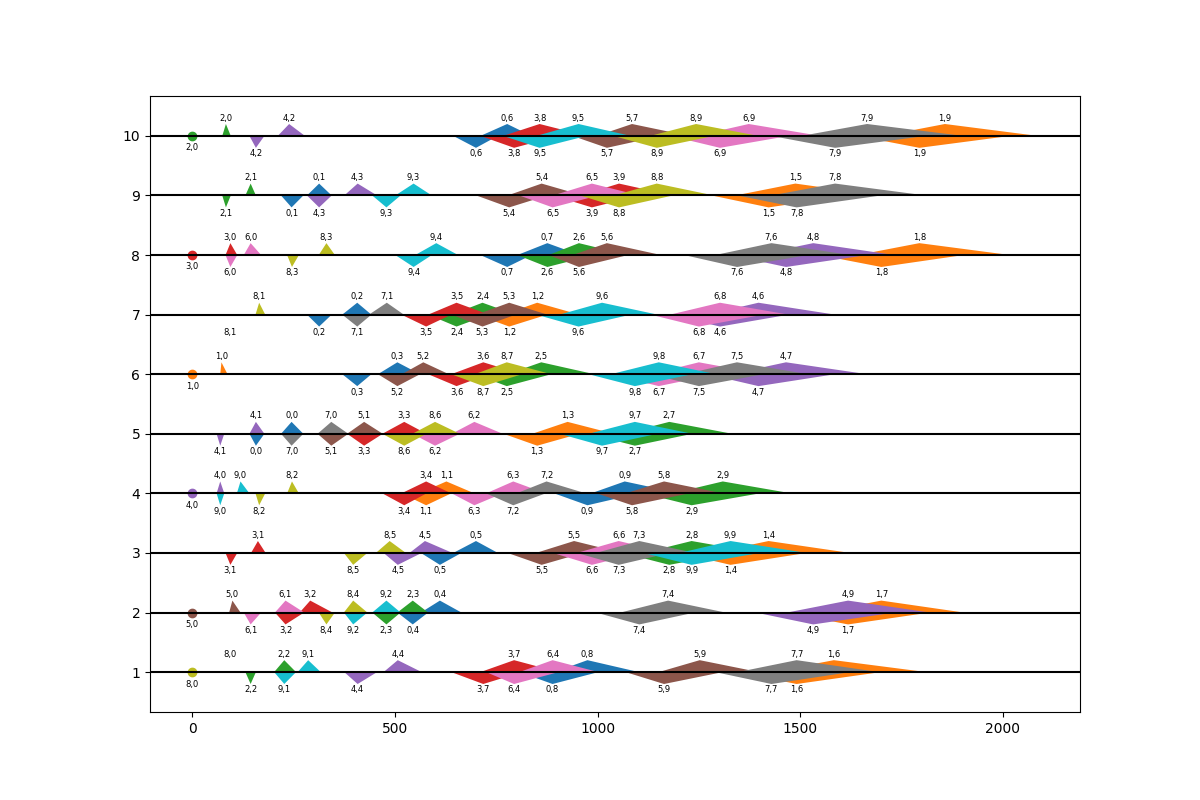 2,0 4,2 0,6 3,8 9,5 5,7 8,9 6,9 7,9 1,9
10
2,0 4,2 0,6 3,8 9,5 5,7 8,9 6,9 7,9 1,9
2,1 0,1 4,3 9,3 5,4 6,5 3,9 8,8 1,5 7,8
9
2,1 0,1 4,3 9,3 5,4 6,5 3,9 8,8 1,5 7,8
3,0 6,0 8,3 9,4 0,7 2,6 5,6 7,6 4,8 1,8
8
3,0 6,0 8,3 9,4 0,7 2,6 5,6 7,6 4,8 1,8
8,1 0,2 7,1 3,5 2,4 5,3 1,2 9,6 6,8 4,6
7
8,1 0,2 7,1 3,5 2,4 5,3 1,2 9,6 6,8 4,6
1,0 0,3 5,2 3,6 8,7 2,5 9,8 6,7 7,5 4,7
6
1,0 0,3 5,2 3,6 8,7 2,5 9,8 6,7 7,5 4,7
4,1 0,0 7,0 5,1 3,3 8,6 6,2 1,3 9,7 2,7
5
4,1 0,0 7,0 5,1 3,3 8,6 6,2 1,3 9,7 2,7
4,0 9,0 8,2 3,4 1,1 6,3 7,2 0,9 5,8 2,9
4
4,0 9,0 8,2 3,4 1,1 6,3 7,2 0,9 5,8 2,9
3,1 8,5 4,5 0,5 5,5 6,6 7,3 2,8 9,9 1,4
3
3,1 8,5 4,5 0,5 5,5 6,6 7,3 2,8 9,9 1,4
5,0 6,1 3,2 8,4 9,2 2,3 0,4 7,4 4,9 1,7
2
5,0 6,1 3,2 8,4 9,2 2,3 0,4 7,4 4,9 1,7
8,0 2,2 9,1 4,4 3,7 6,4 0,8 5,9 7,7 1,6
1
8,0 2,2 9,1 4,4 3,7 6,4 0,8 5,9 7,7 1,6
0 500 1000 1500 2000